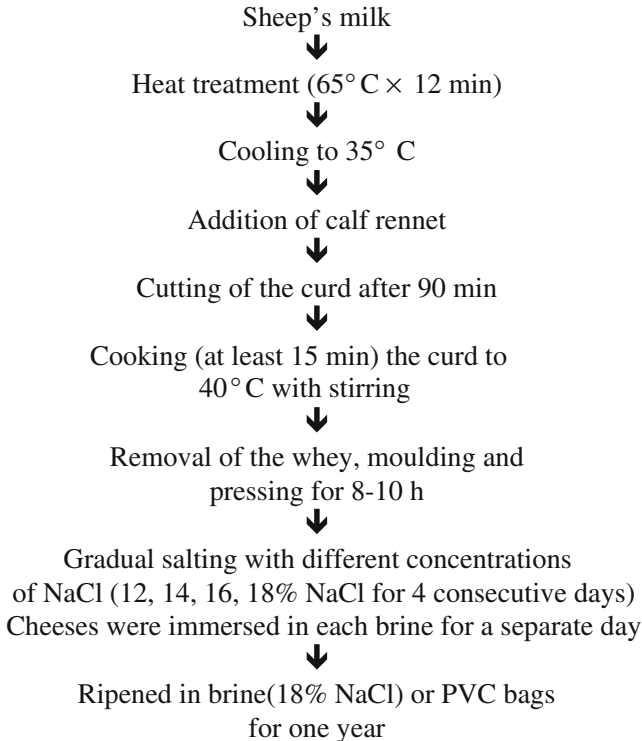 Sheep’s milk
Heat treatment (65° C × 12 min)
Cooling to 35° C
Addition of calf rennet
Cutting of the curd after 90 min
Cooking (at least 15 min) the curd to
40° C with stirring
Removal of the whey, moulding and
pressing for 8-10 h
Gradual salting with different concentrations
of NaCl (12, 14, 16, 18% NaCl for 4 consecutive days)
Cheeses were immersed in each brine for a separate day
Ripened in brine(18% NaCl) or PVC bags
for one year